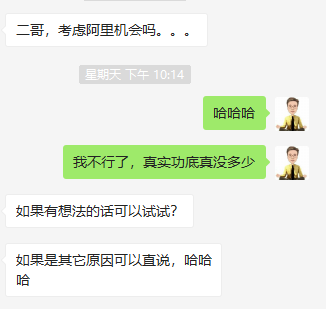 二哥，考虑阿里机会吗。。。
星期天 下午 10:14
哈哈哈
我不行了，真实功底真没多少
如果有想法的话可以试试？
如果是其它原因可以直说，哈哈
哈